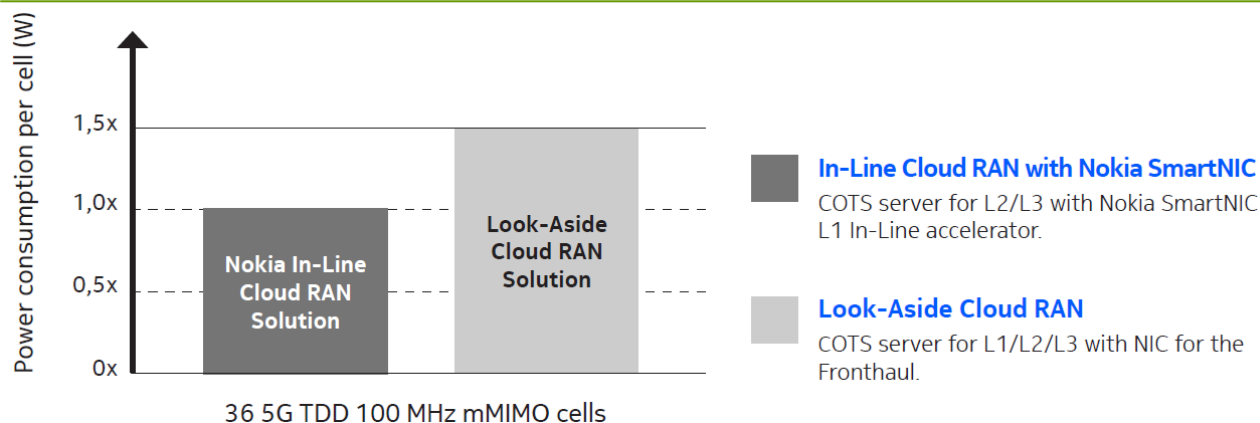 Power consumption per cell (W)
1,5x
1,0x
0,5x
0x
Nokia In-Line
Cloud RAN
Solution
Look-Aside
Cloud RAN
Solution
36 5G TDD 100 MHz mMIMO cells
In-Line Cloud RAN with Nokia SmartNIC
COTS server for L2/L3 with Nokia SmartNIC
L1 In-Line accelerator.
Look-Aside Cloud RAN
COTS server for L1/L2/L3 with NIC for the
Fronthaul.